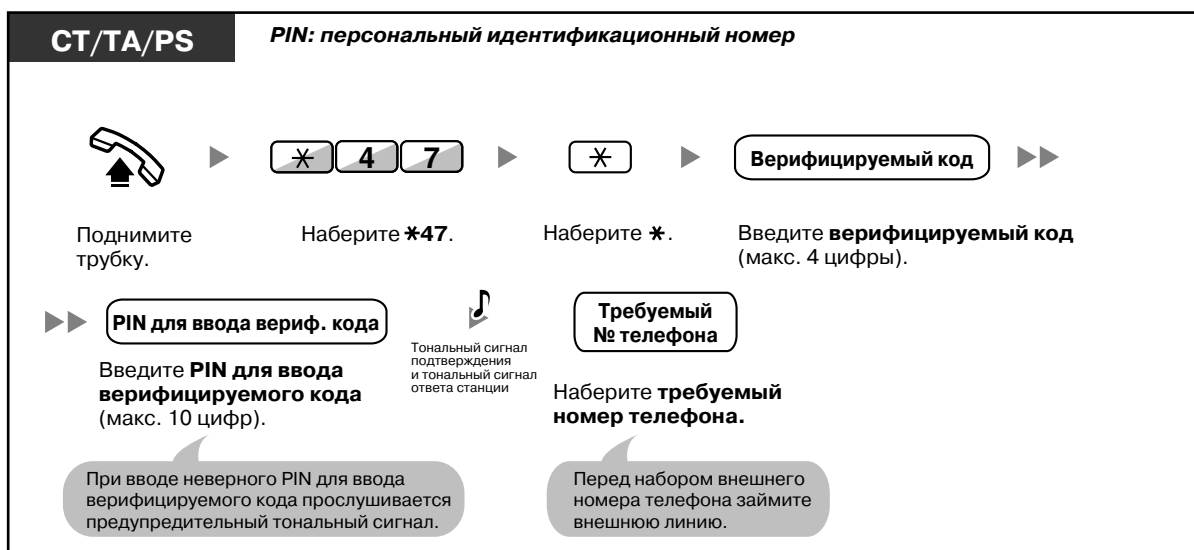 CT/TA/PS
PIN: персональный идентификационный номер
* 4 7
*
Верифицируемый код
Поднимите
трубку.
Наберите *47.
Наберите *.
Введите верифицируемый код
(макс. 4 цифры).
PIN для ввода вериф. кода
Введите PIN для ввода
верифицируемого кода
(макс. 10 цифр).
Тональный сигнал
подтверждения
и тональный сигнал
ответа станции
Требуемый
№ телефона
Наберите требуемый
номер телефона.
При вводе неверного PIN для ввода
верифицируемого кода прослушивается
предупредительный тональный сигнал.
Перед набором внешнего
номера телефона займите
внешнюю линию.